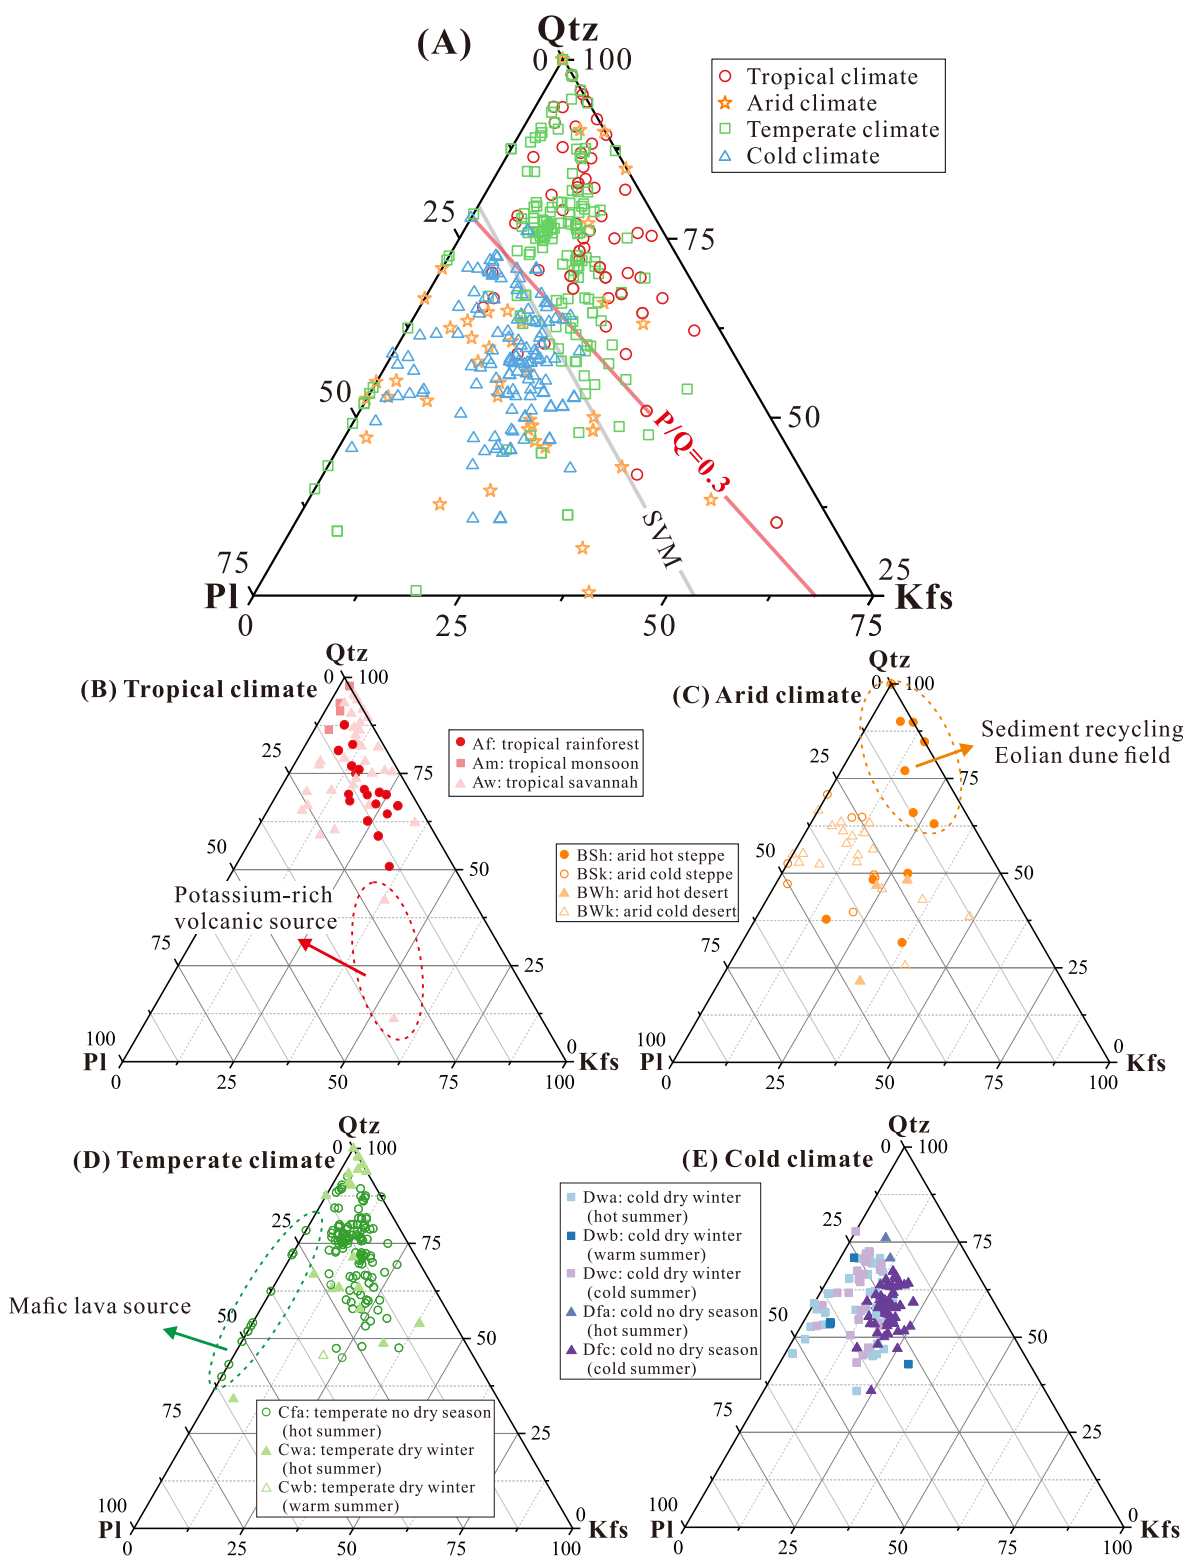 (A)
Qtz
0
100
Tropical climate
Arid climate
Temperate climate
Cold climate
25
75
50
50
P/Q=0.3
SVM
75
25
Pl
Kfs
0
25
50
75
(B) Tropical climate
Qtz
0
100
Af: tropical rainforest
Am: tropical monsoon
Aw: tropical savannah
25
75
50
50
Potassium-rich
volcanic source
75
25
100
0
Pl
Kfs
0
25
50
75
100
(C) Arid climate
Qtz
0
100
Sediment recycling
Eolian dune field
25
75
50
50
BSh: arid hot steppe
BSk: arid cold steppe
BWh: arid hot desert
BWk: arid cold desert
75
25
100
0
Pl
Kfs
0
25
50
75
100
(D) Temperate climate
Qtz
0
100
25
75
Mafic lava source
50
50
75
25
Cfa: temperate no dry season
(hot summer)
Cwa: temperate dry winter
(hot summer)
Cwb: temperate dry winter
(warm summer)
100
0
Pl
Kfs
0
25
50
75
100
(E) Cold climate
Qtz
0
100
Dwa: cold dry winter
(hot summer)
Dwb: cold dry winter
(warm summer)
Dwc: cold dry winter
(cold summer)
Dfa: cold no dry season
(hot summer)
Dfc: cold no dry season
(cold summer)
25
75
50
50
75
25
100
0
Pl
Kfs
0
25
50
75
100